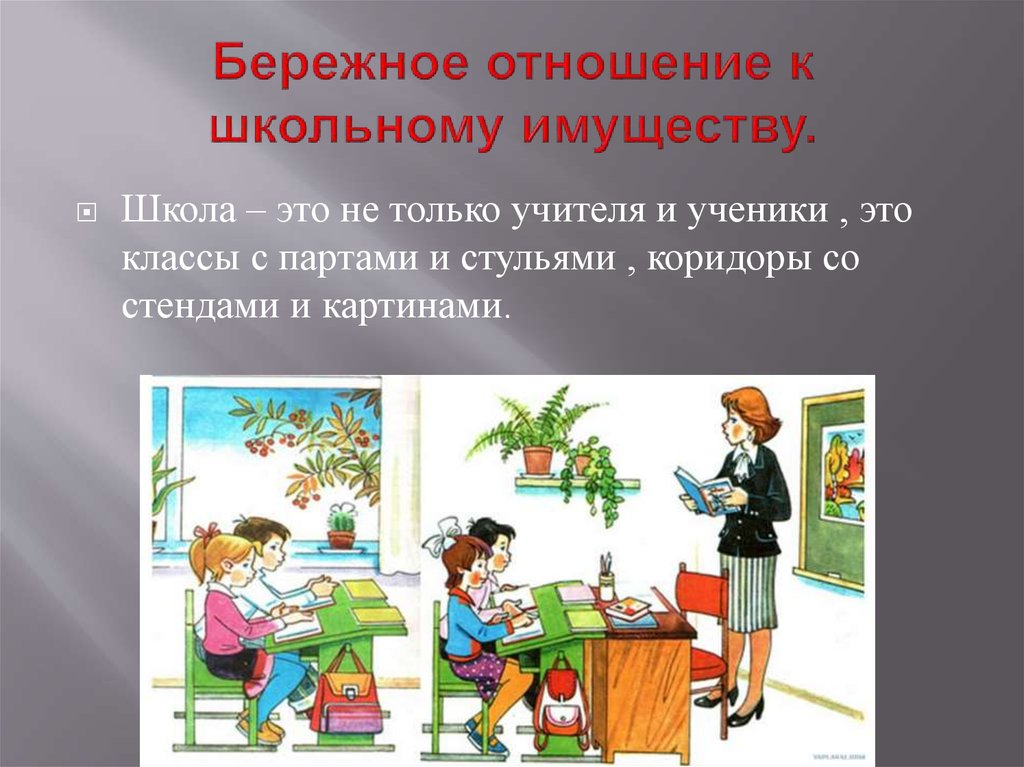 Бережное отношение к
школьному имуществу.
Школа – это не только учителя и ученики , это
классы с партами и стульями , коридоры со
стендами и картинами.